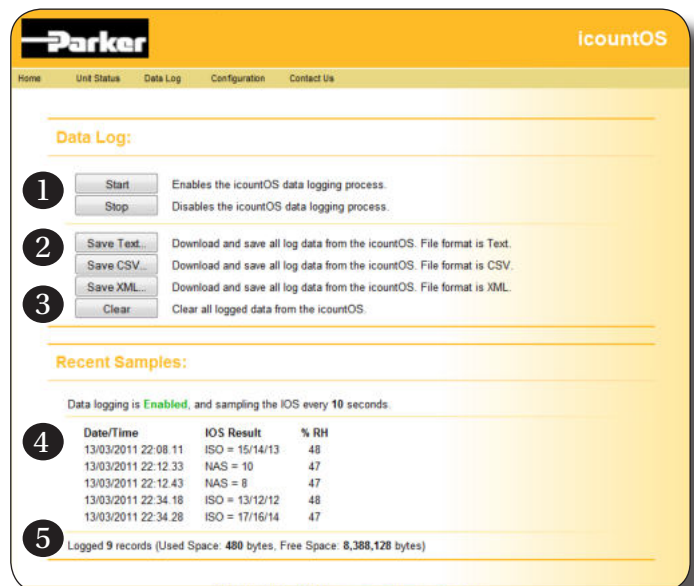 Parker
icountOS
Home Unit Status Data Log Configuration Contact Us
Data Log:
1 Start Enables the icountOS data logging process.
Stop Disables the icountOS data logging process.
2 Save Text... Download and save all log data from the icountOS. File format is Text.
Save CSV... Download and save all log data from the icountOS. File format is CSV.
Save XML... Download and save all log data from the icountOS. File format is XML.
3 Clear Clear all logged data from the icountOS.
Recent Samples:
Data logging is Enabled, and sampling the IOS every 10 seconds.
4 Date/Time IOS Result % RH
13/03/2011 22:08.11 ISO = 15/14/13 48
13/03/2011 22:12.33 NAS = 10 47
13/03/2011 22:12.43 NAS = 8 47
13/03/2011 22:34.18 ISO = 13/12/12 48
13/03/2011 22:34.28 ISO = 17/16/14 47
5 Logged 9 records (Used Space: 480 bytes, Free Space: 8,388,128 bytes)